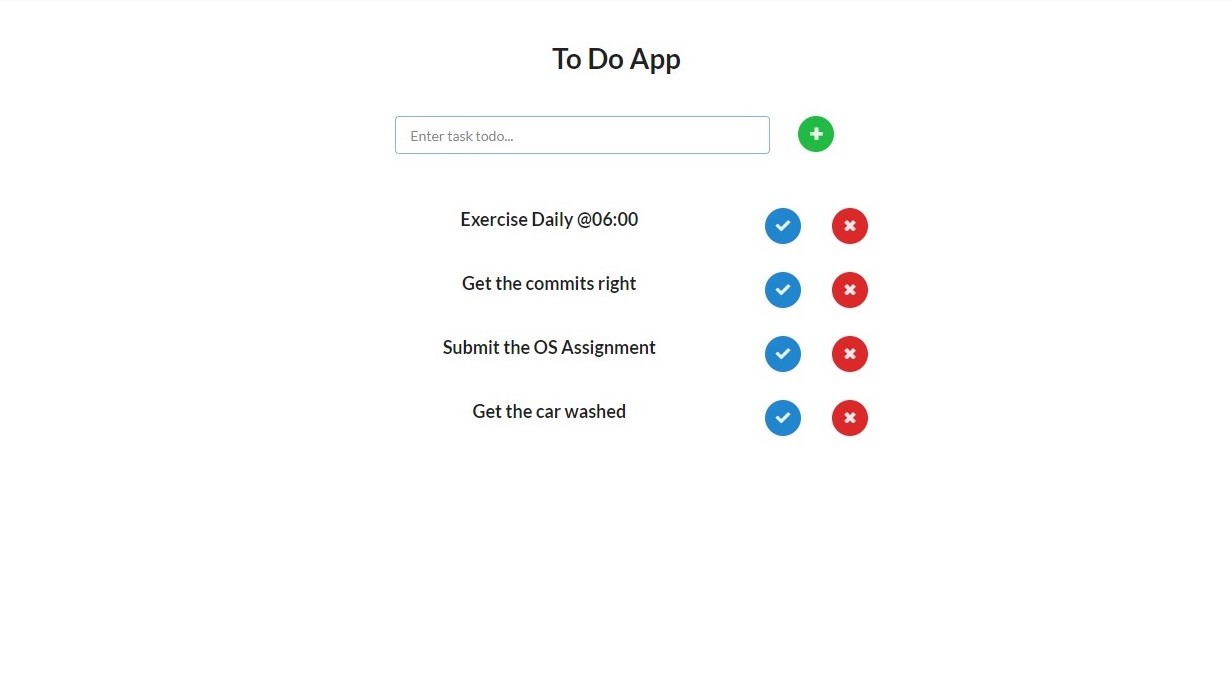 To Do App
Enter task todo...
Exercise Daily @06:00
Get the commits right
Submit the OS Assignment
Get the car washed